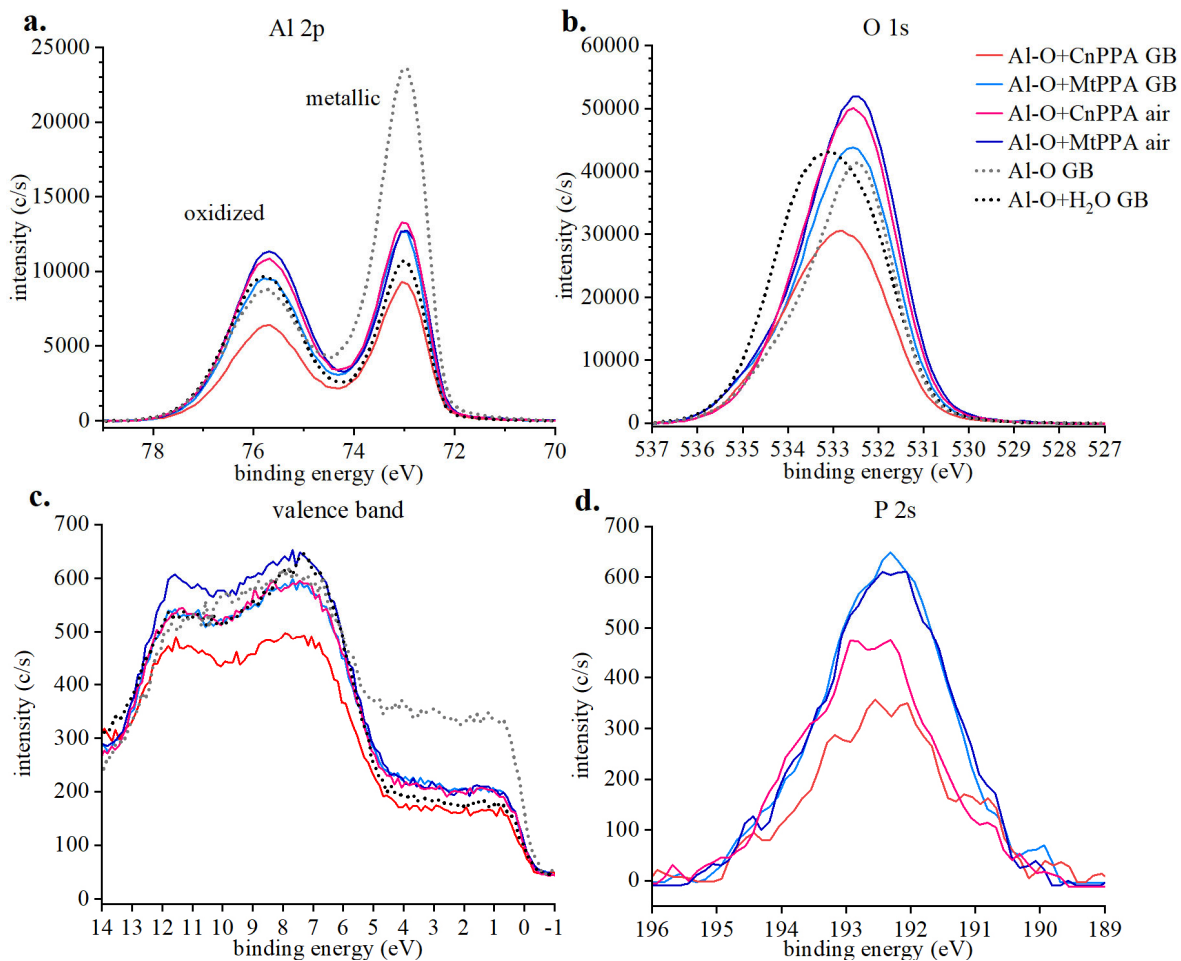 a.
Al 2p
25000
20000
15000
10000
5000
0
intensity (c/s)
metallic
oxidized
78 76 74 72 70
binding energy (eV)
b.
O 1s
60000
50000
40000
30000
20000
10000
0
intensity (c/s)
537 536 535 534 533 532 531 530 529 528 527
binding energy (eV)
Al-O+CnPPA GB
Al-O+MtPPA GB
Al-O+CnPPA air
Al-O+MtPPA air
Al-O GB
Al-O+H₂O GB
c.
valence band
700
600
500
400
300
200
100
0
intensity (c/s)
14 13 12 11 10 9 8 7 6 5 4 3 2 1 0 -1
binding energy (eV)
d.
P 2s
700
600
500
400
300
200
100
0
intensity (c/s)
196 195 194 193 192 191 190 189
binding energy (eV)